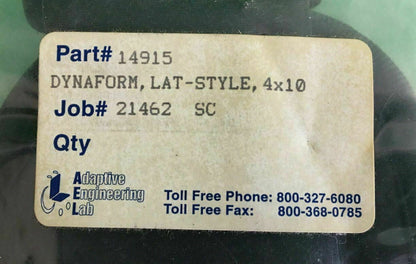 Part# 14915
DYNAFORM, LAT-STYLE, 4x10
Job# 21462 SC
Qty
Adaptive
Engineering
Lab
Toll Free Phone: 800-327-6080
Toll Free Fax: 800-368-0785